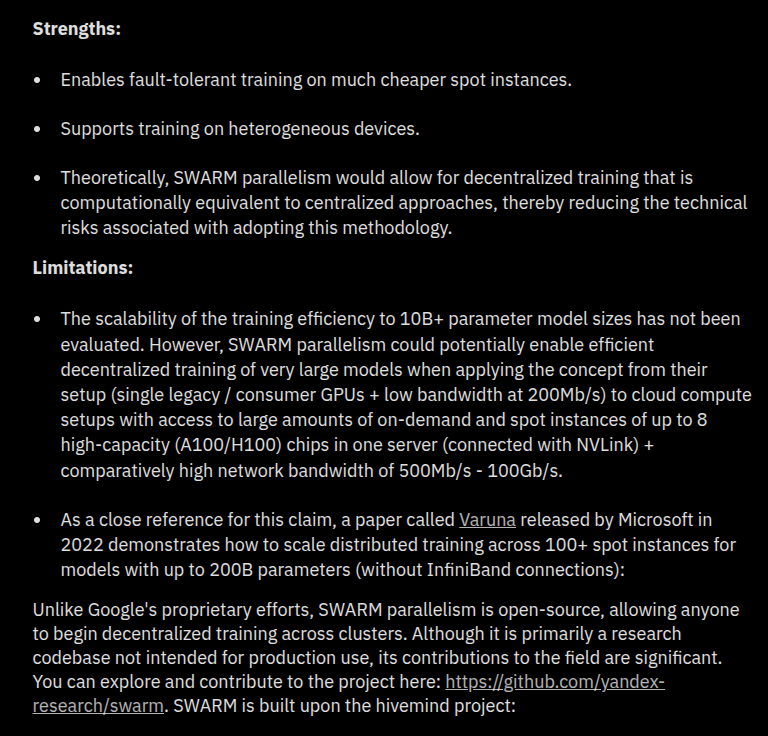 Strengths:
• Enables fault-tolerant training on much cheaper spot instances.
• Supports training on heterogeneous devices.
• Theoretically, SWARM parallelism would allow for decentralized training that is
computationally equivalent to centralized approaches, thereby reducing the technical
risks associated with adopting this methodology.
Limitations:
• The scalability of the training efficiency to 10B+ parameter model sizes has not been
evaluated. However, SWARM parallelism could potentially enable efficient
decentralized training of very large models when applying the concept from their
setup (single legacy / consumer GPUs + low bandwidth at 200Mb/s) to cloud compute
setups with access to large amounts of on-demand and spot instances of up to 8
high-capacity (A100/H100) chips in one server (connected with NVLink) +
comparatively high network bandwidth of 500Mb/s - 100Gb/s.
• As a close reference for this claim, a paper called Varuna released by Microsoft in
2022 demonstrates how to scale distributed training across 100+ spot instances for
models with up to 200B parameters (without InfiniBand connections):
Unlike Google's proprietary efforts, SWARM parallelism is open-source, allowing anyone
to begin decentralized training across clusters. Although it is primarily a research
codebase not intended for production use, its contributions to the field are significant.
You can explore and contribute to the project here: https://github.com/yandex-
research/swarm. SWARM is built upon the hivemind project: